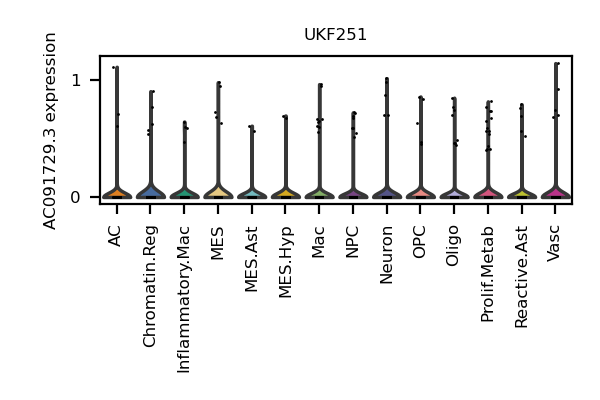 UKF251
AC091729.3 expression
1
0
AC
Chromatin.Reg
Inflammatory.Mac
MES
MES.Ast
MES.Hyp
Mac
NPC
Neuron
OPC
Oligo
Prolif.Metab
Reactive.Ast
Vasc